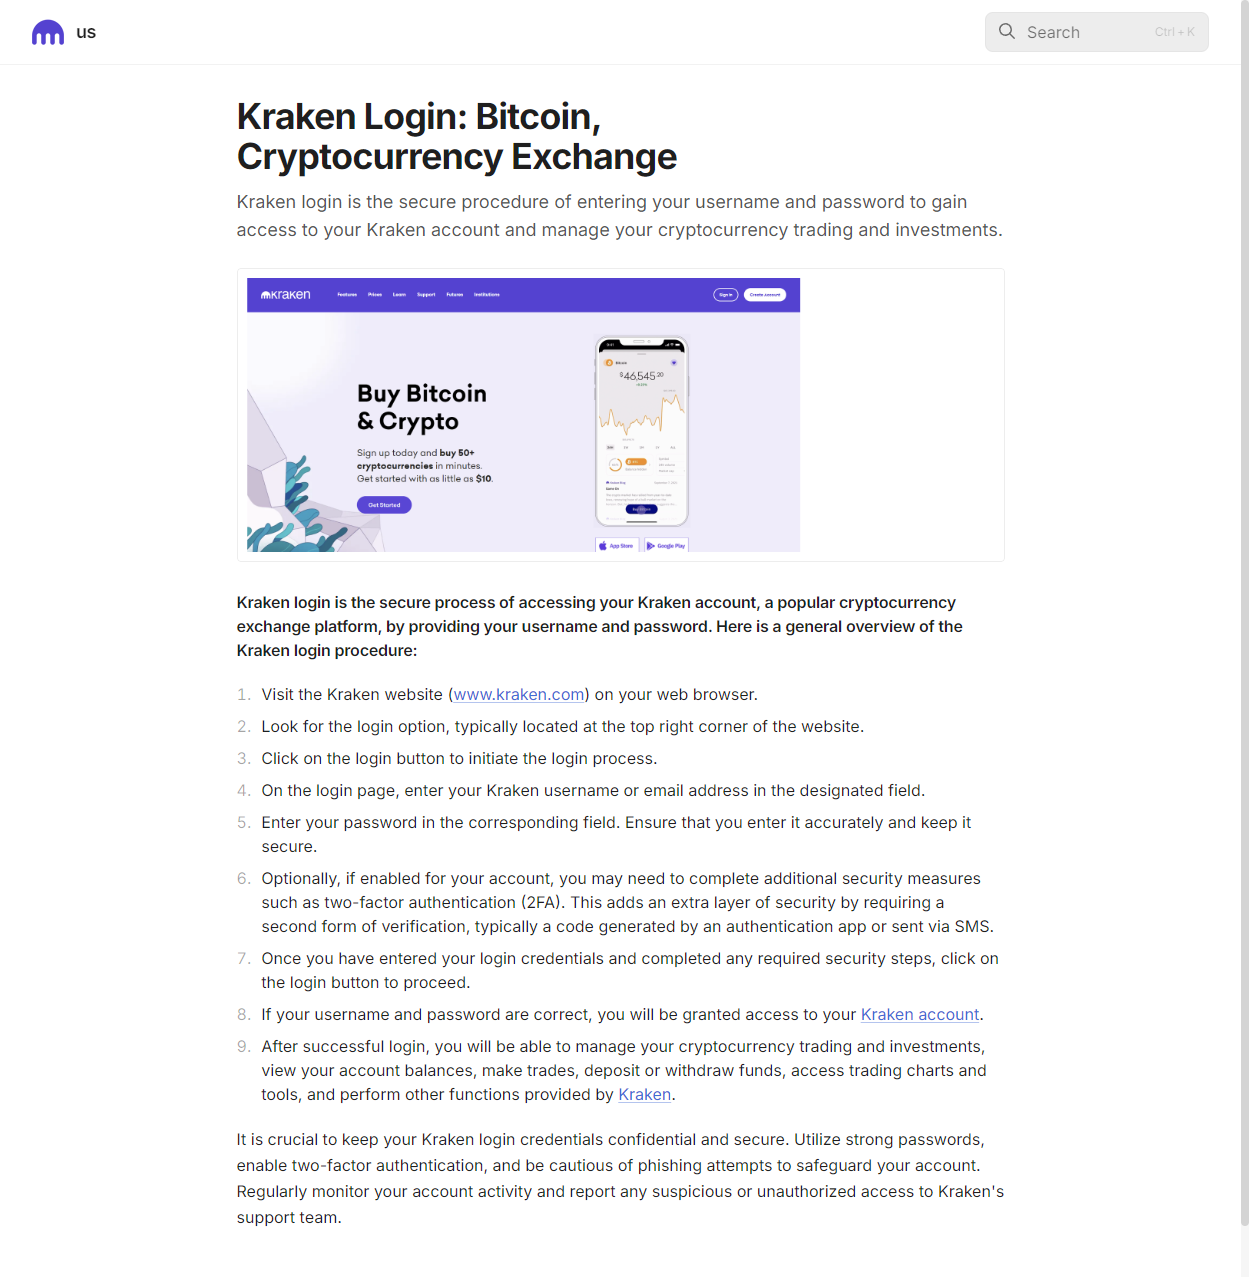 us
Search
Ctrl + K
Kraken Login: Bitcoin,
Cryptocurrency Exchange
Kraken login is the secure procedure of entering your username and password to gain
access to your Kraken account and manage your cryptocurrency trading and investments.
mKraken
Features Prices Learn Support Futures Institutions
Sign In Create Account
Buy Bitcoin
& Crypto
Sign up today and buy 50+
cryptocurrencies in minutes.
Get started with as little as $10.
Get Started
Bitcoin
$46,545.20
App Store Google Play
Kraken login is the secure process of accessing your Kraken account, a popular cryptocurrency
exchange platform, by providing your username and password. Here is a general overview of the
Kraken login procedure:
1. Visit the Kraken website (www.kraken.com) on your web browser.
2. Look for the login option, typically located at the top right corner of the website.
3. Click on the login button to initiate the login process.
4. On the login page, enter your Kraken username or email address in the designated field.
5. Enter your password in the corresponding field. Ensure that you enter it accurately and keep it
secure.
6. Optionally, if enabled for your account, you may need to complete additional security measures
such as two-factor authentication (2FA). This adds an extra layer of security by requiring a
second form of verification, typically a code generated by an authentication app or sent via SMS.
7. Once you have entered your login credentials and completed any required security steps, click on
the login button to proceed.
8. If your username and password are correct, you will be granted access to your Kraken account.
9. After successful login, you will be able to manage your cryptocurrency trading and investments,
view your account balances, make trades, deposit or withdraw funds, access trading charts and
tools, and perform other functions provided by Kraken.
It is crucial to keep your Kraken login credentials confidential and secure. Utilize strong passwords,
enable two-factor authentication, and be cautious of phishing attempts to safeguard your account.
Regularly monitor your account activity and report any suspicious or unauthorized access to Kraken's
support team.